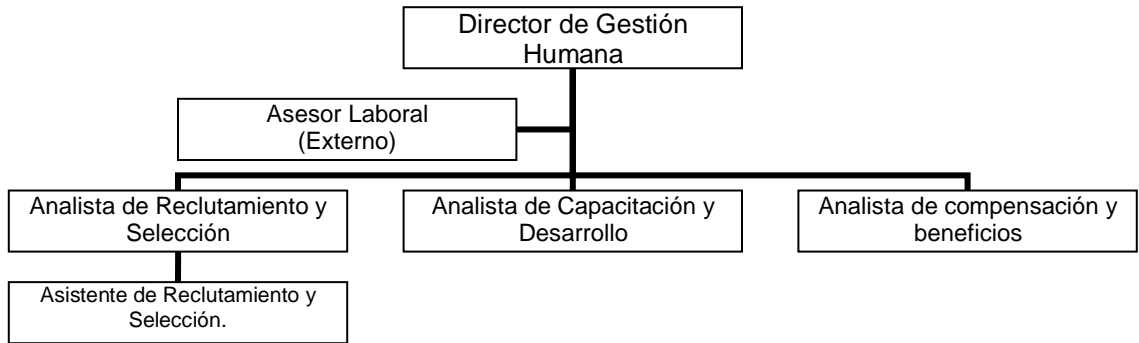 Director de Gestión
Humana
Asesor Laboral
(Externo)
Analista de Reclutamiento y
Selección
Analista de Capacitación y
Desarrollo
Analista de compensación y
beneficios
Asistente de Reclutamiento y
Selección.